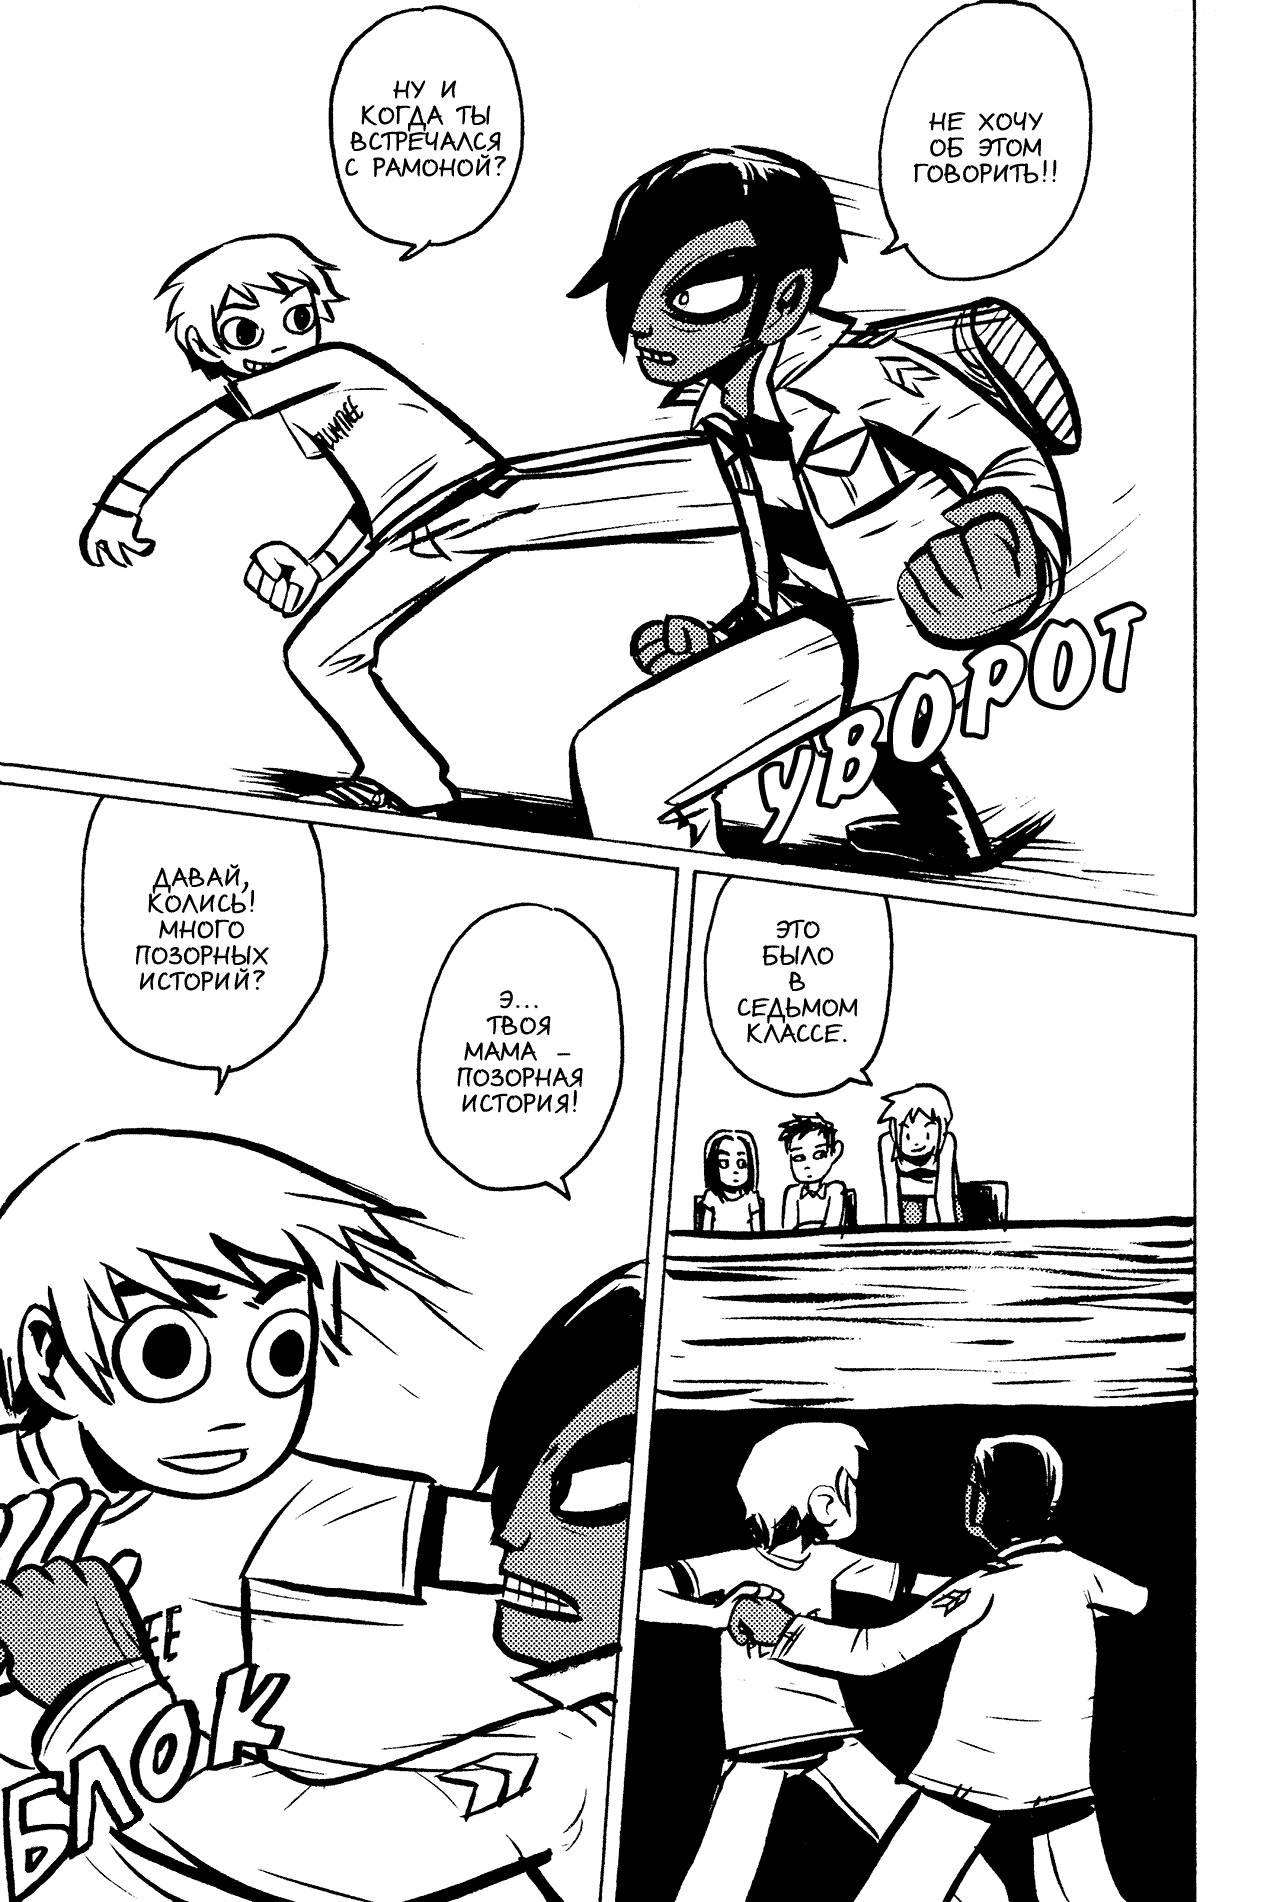 НУ И
КОГДА ТЫ
ВСТРЕЧАЛСЯ
С РАМОНОЙ?
НЕ ХОЧУ
ОБ ЭТОМ
ГОВОРИТЬ!!
УВОРОТ
ДАВАЙ,
КОЛИСЬ!
МНОГО
ПОЗОРНЫХ
ИСТОРИЙ?
Э...
ТВОЯ
МАМА –
ПОЗОРНАЯ
ИСТОРИЯ!
БЛОК
ЭТО
БЫЛО
В
СЕДЬМОМ
КЛАССЕ.